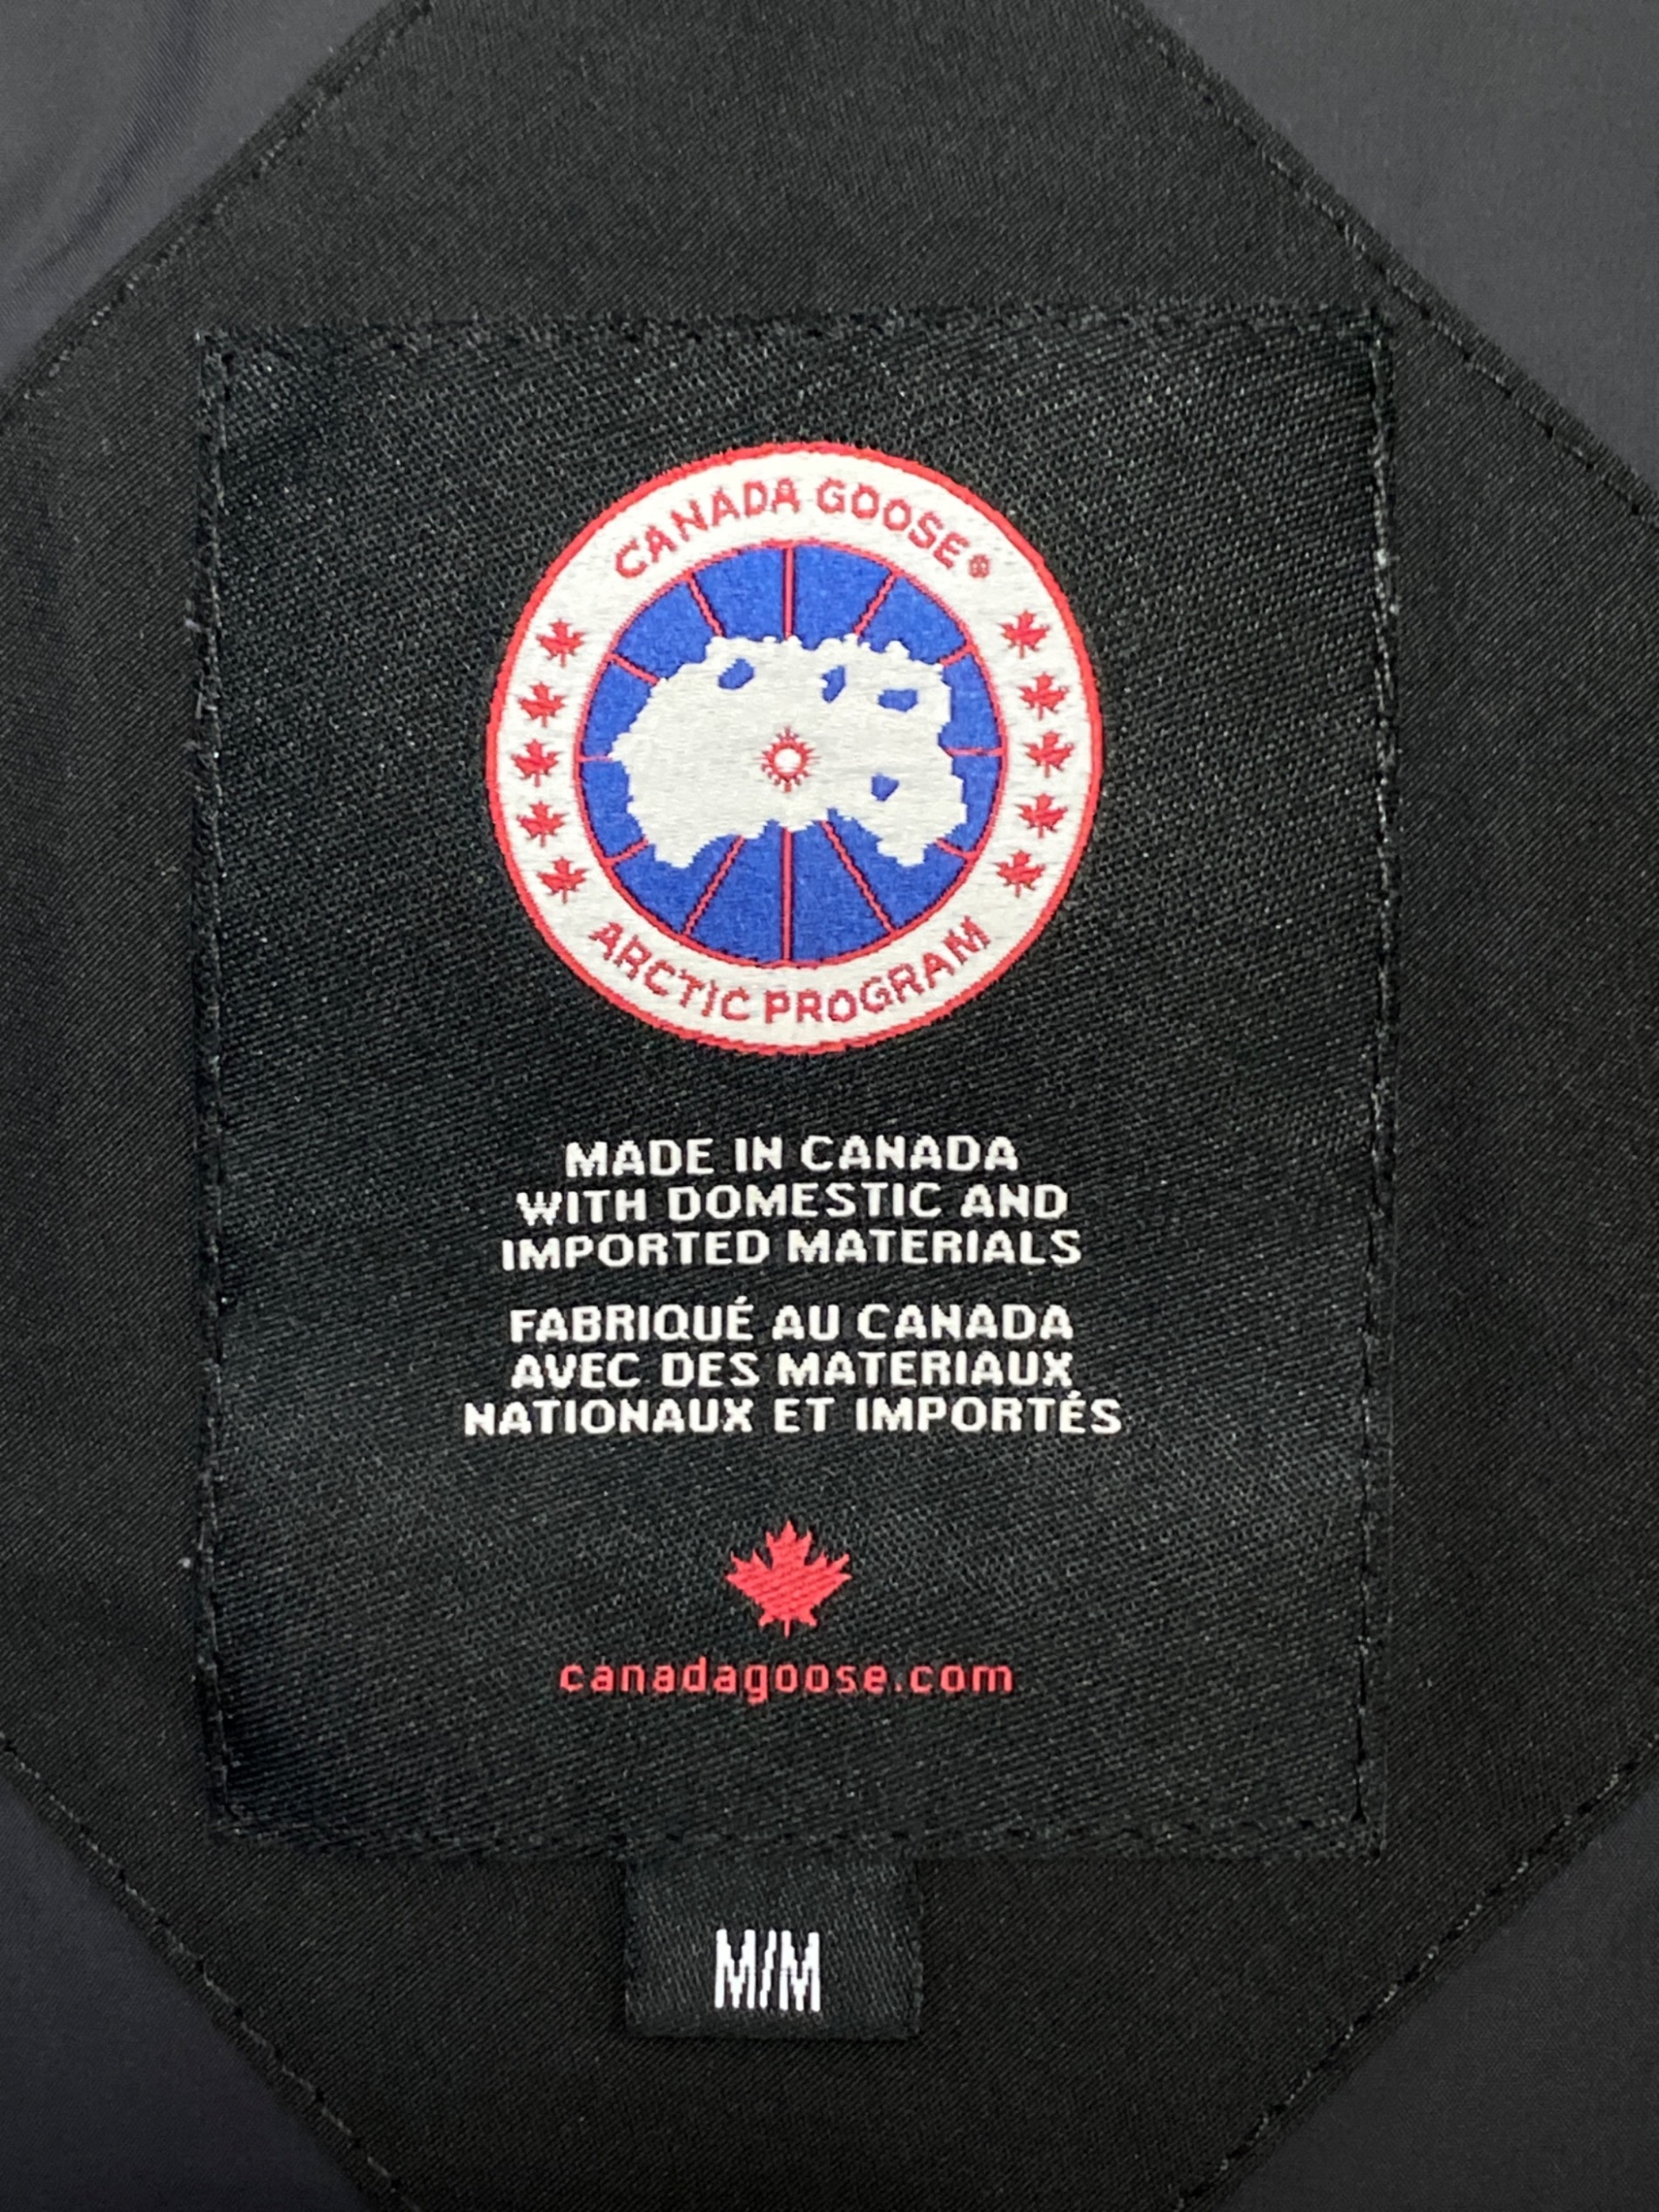 CANADA GOOSE®
ARCTIC PROGRAM
MADE IN CANADA
WITH DOMESTIC AND
IMPORTED MATERIALS
FABRIQUÉ AU CANADA
AVEC DES MATERIAUX
NATIONAUX ET IMPORTÉS
canadagoose.com
M/M